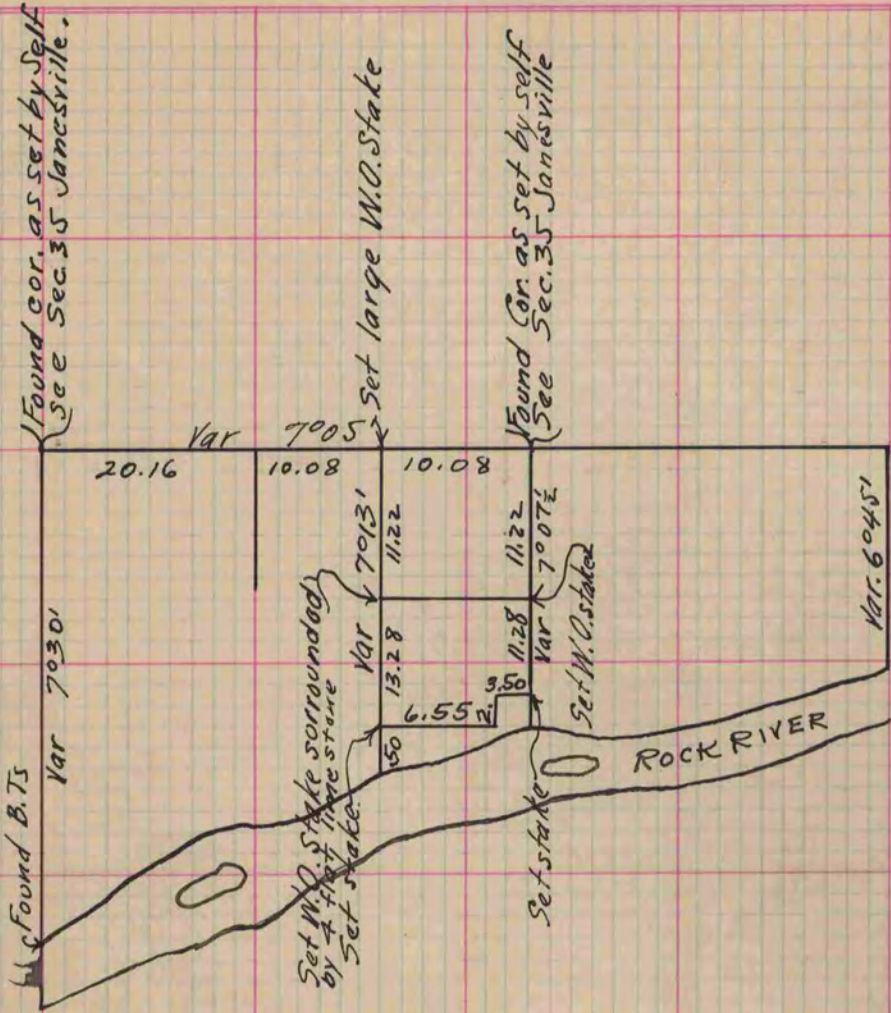 Found cor. as set by Self
See Sec. 35 Janesville.
Set large W.O. Stake
Found Cor. as set by self
See Sec. 35 Janesville
Var 7°05'
20.16
10.08
10.08
Var 7°30'
Found B.Ts
Var 7°13'
11.22
13.28
.50
Set W.O. Stake sorrounded
by 4 flat lime stone
Set stake
11.22
11.28
Var 7°07½
Set W.O. stake
6.55
2.
3.50
Set stake
ROCK RIVER
Var. 6°45'